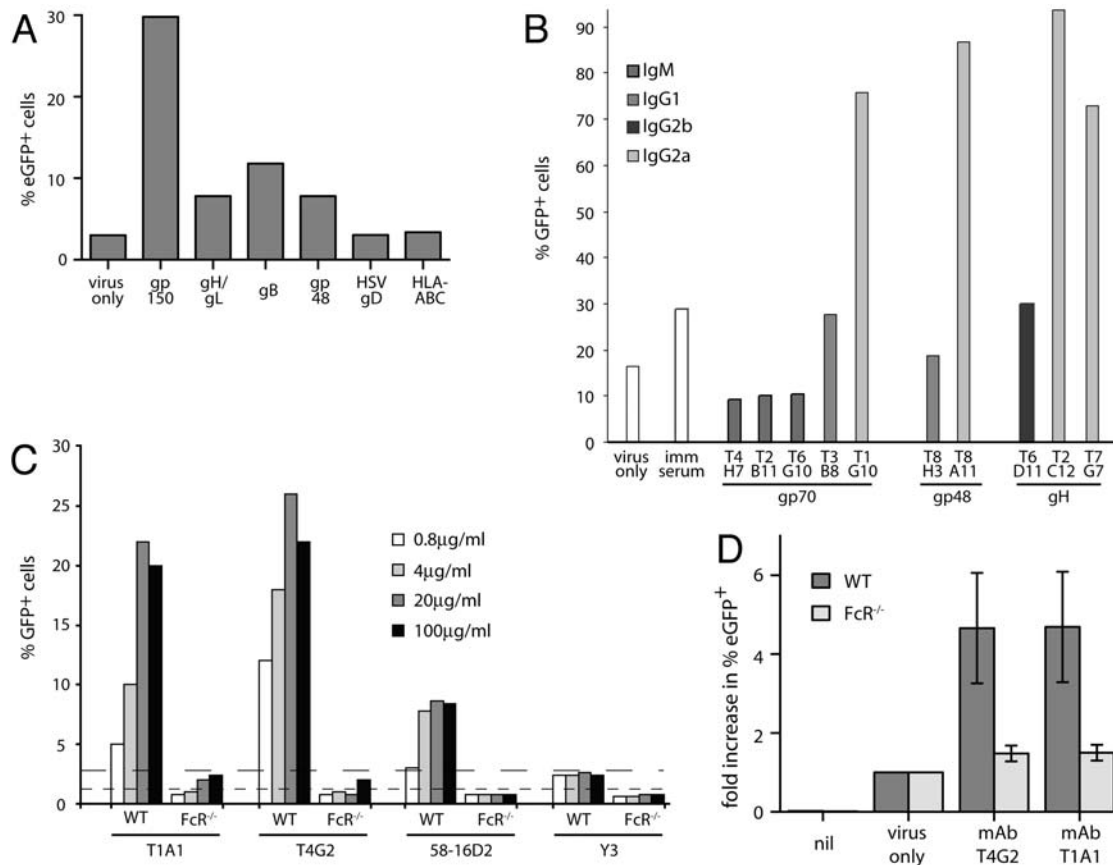 A
% eGFP+ cells
30
20
10
0
virus only
gp 150
gH/ gL
gB
gp 48
HSV gD
HLA- ABC
B
% GFP+ cells
90
80
70
60
50
40
30
20
10
0
IgM
IgG1
IgG2b
IgG2a
virus only
imm serum
T4 H7
T2 B11
T6 G10
T3 B8
T1 G10
T8 H3
T8 A11
T6 D11
T2 C12
T7 G7
gp70
gp48
gH
C
% GFP+ cells
30
25
20
15
10
5
0
0.8μg/ml
4μg/ml
20μg/ml
100μg/ml
WT
FcR-/-
WT
FcR-/-
WT
FcR-/-
WT
FcR-/-
T1A1
T4G2
58-16D2
Y3
D
fold increase in % eGFP+
6
4
2
0
WT
FcR-/-
nil
virus only
mAb T4G2
mAb T1A1